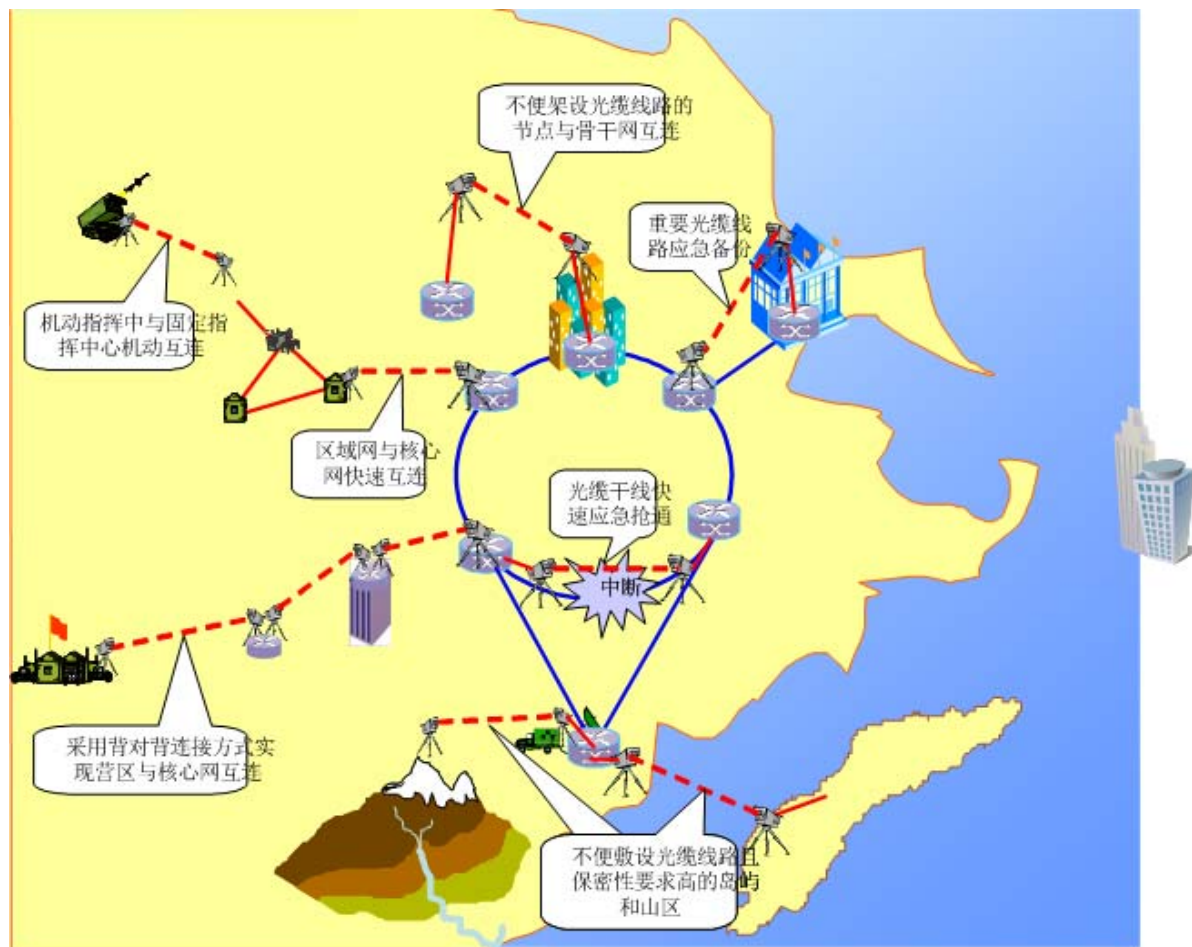 不便架设光缆线路的
节点与骨干网互连
重要光缆线
路应急备份
机动指挥中与固定指
挥中心机动互连
区域网与核心
网快速互连
光缆干线快
速应急抢通
中断
采用背对背连接方式实
现营区与核心网互连
不便敷设光缆线路且
保密性要求高的岛屿
和山区